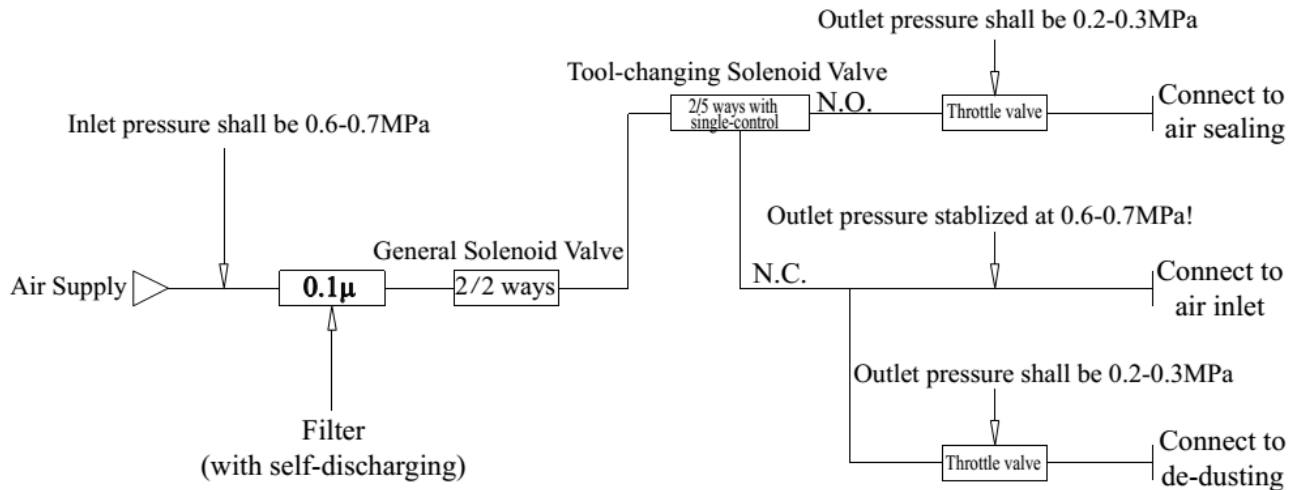 Outlet pressure shall be 0.2-0.3MPa
Tool-changing Solenoid Valve
2/5 ways with
single-control
N.O.
Throttle valve
Connect to
air sealing
Inlet pressure shall be 0.6-0.7MPa
Outlet pressure stablized at 0.6-0.7MPa!
General Solenoid Valve
Air Supply
0.1μ
2/2 ways
N.C.
Connect to
air inlet
Outlet pressure shall be 0.2-0.3MPa
Filter
(with self-discharging)
Throttle valve
Connect to
de-dusting